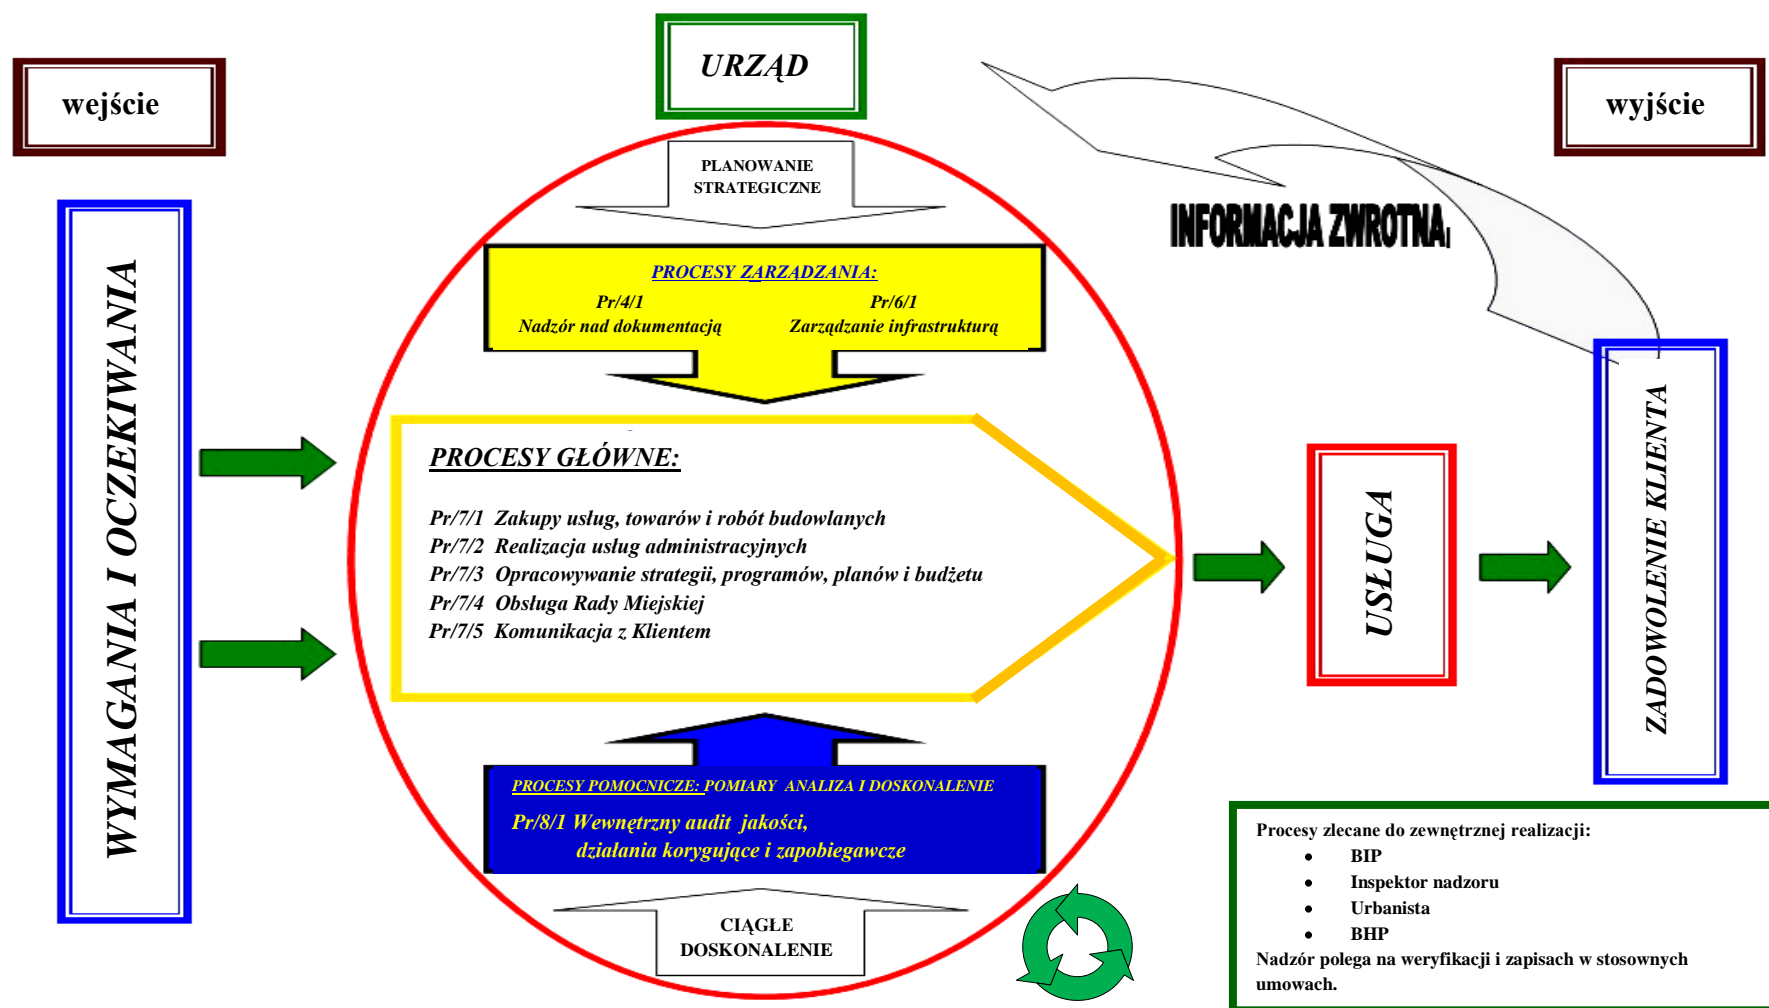 wejście
URZĄD
wyjście
PLANOWANIE
STRATEGICZNE
INFORMACJA ZWROTNA
WYMAGANIA I OCZEKIWANIA
PROCESY ZARZĄDZANIA:
Pr/4/1
Nadzór nad dokumentacją
Pr/6/1
Zarządzanie infrastrukturą
PROCESY GŁÓWNE:
Pr/7/1 Zakupy usług, towarów i robót budowlanych
Pr/7/2 Realizacja usług administracyjnych
Pr/7/3 Opracowywanie strategii, programów, planów i budżetu
Pr/7/4 Obsługa Rady Miejskiej
Pr/7/5 Komunikacja z Klientem
USŁUGA
ZADOWOLENIE KLIENTA
PROCESY POMOCNICZE: POMIARY ANALIZA I DOSKONALENIE
Pr/8/1 Wewnętrzny audit jakości,
działania korygujące i zapobiegawcze
CIĄGŁE
DOSKONALENIE
Procesy zlecane do zewnętrznej realizacji:
• BIP
• Inspektor nadzoru
• Urbanista
• BHP
Nadzór polega na weryfikacji i zapisach w stosownych
umowach.